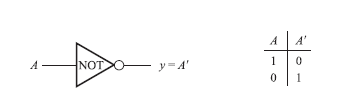 A NOT y = A'
A A'
1 0
0 1